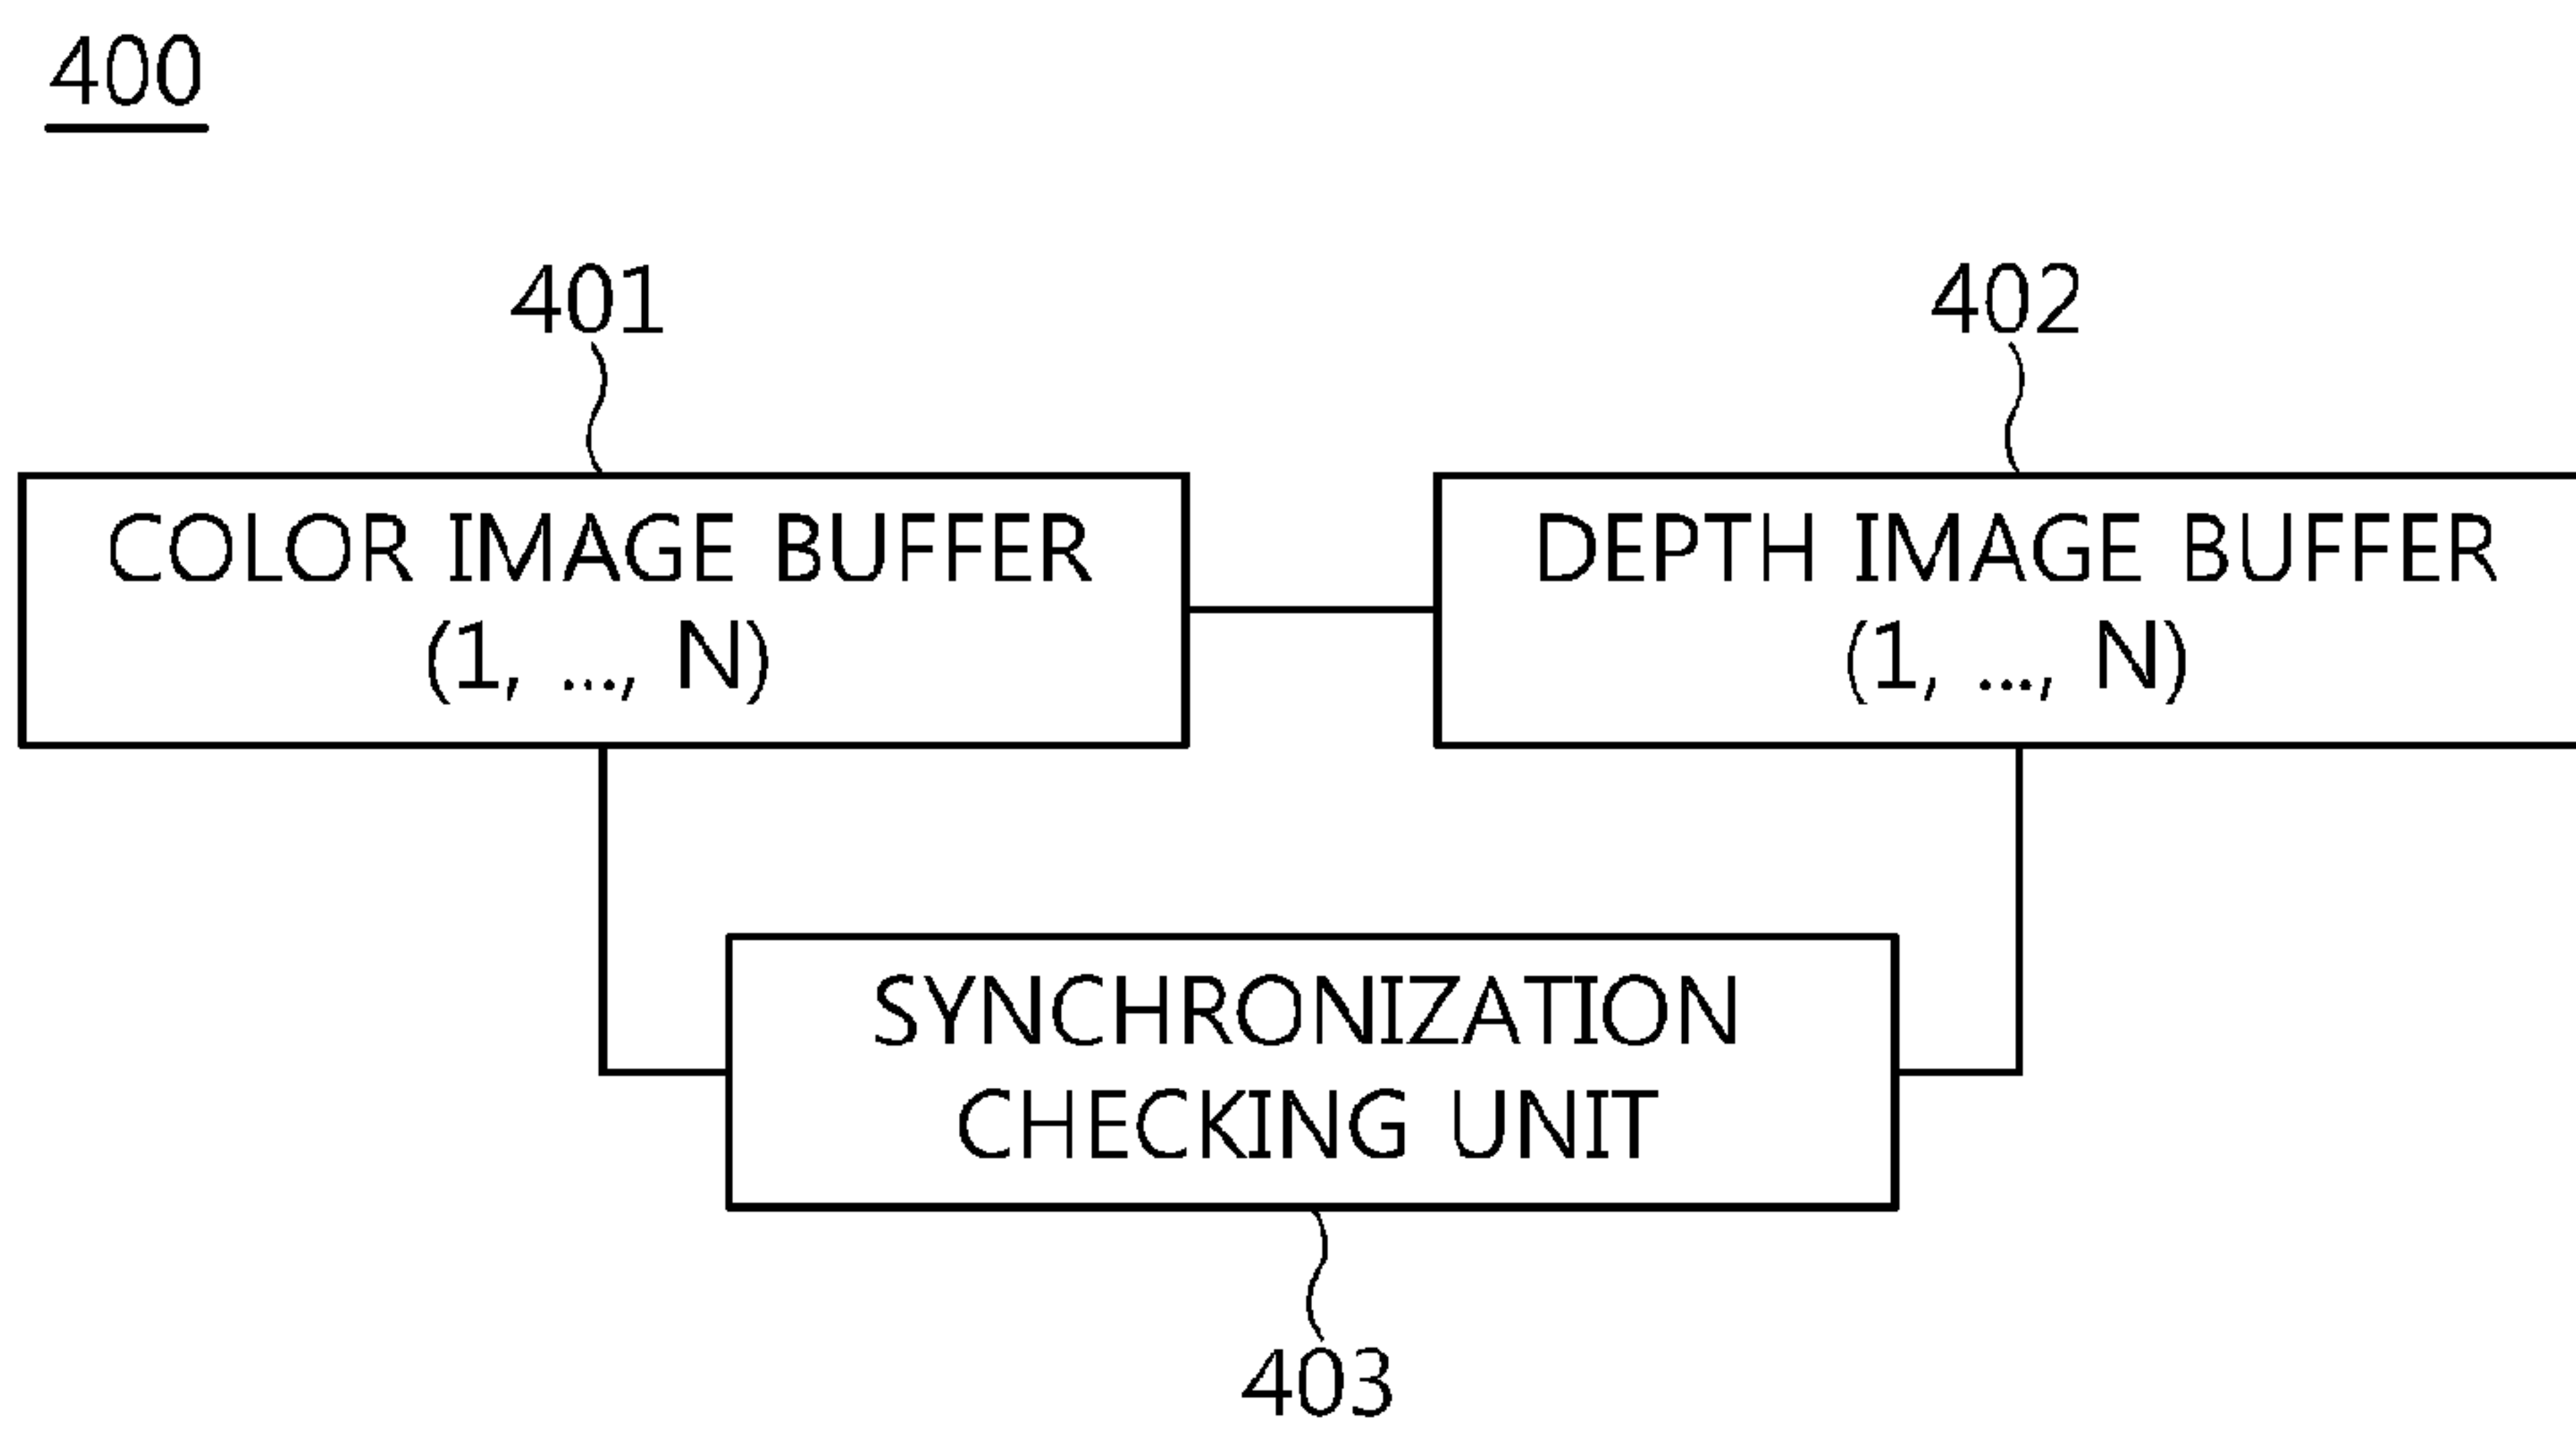 400
401
402
COLOR IMAGE BUFFER
(1, ..., N)
DEPTH IMAGE BUFFER
(1, ..., N)
SYNCHRONIZATION
CHECKING UNIT
403